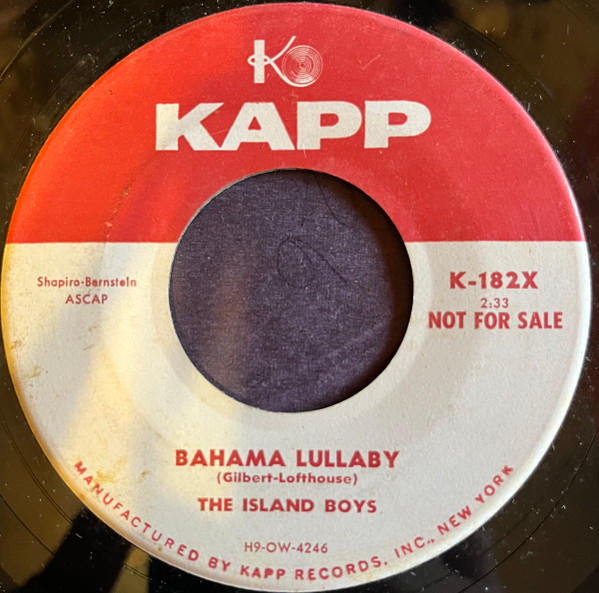 K
KAPP
Shapiro-Bernstein
ASCAP
K-182X
2:33
NOT FOR SALE
BAHAMA LULLABY
(Gilbert-Lofthouse)
THE ISLAND BOYS
H9-OW-4246
MANUFACTURED BY KAPP RECORDS, INC., NEW YORK